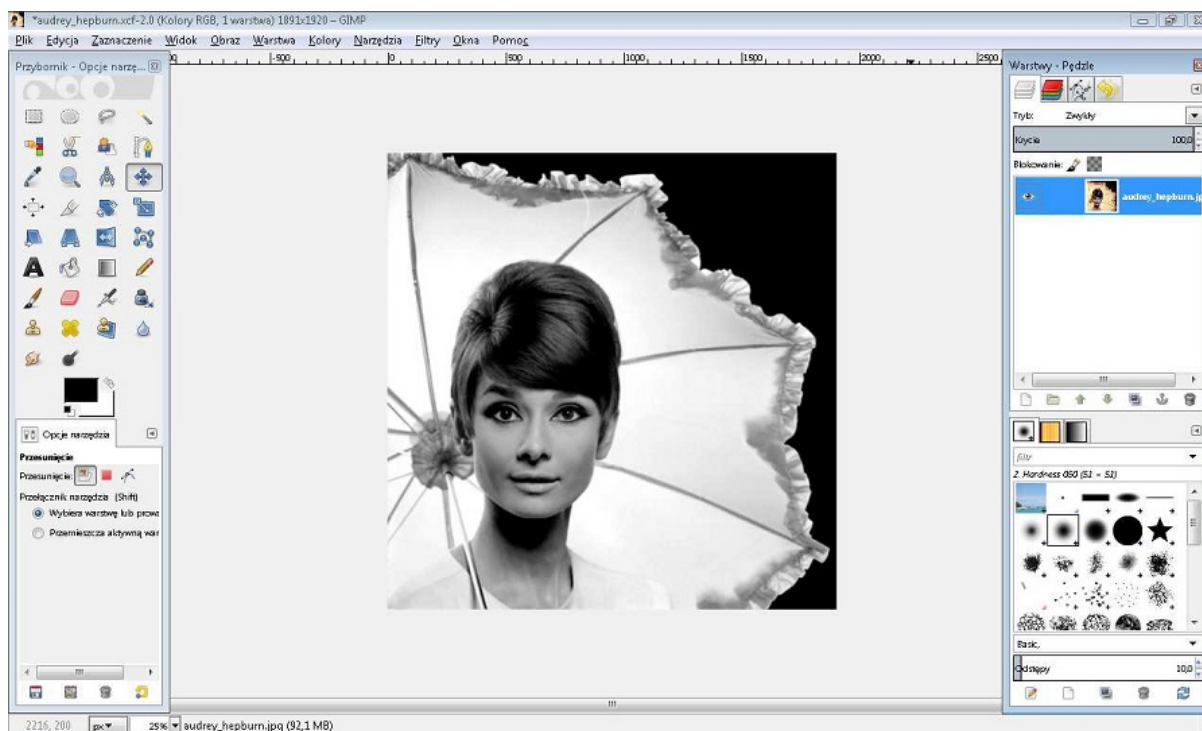 *audrey_hepburn.xcf-2.0 (Kolory RGB, 1 warstwa) 1891x1920 – GIMP
Plik Edycja Zaznaczenie Widok Obraz Warstwa Kolory Narzędzia Filtry Okna Pomoc
Przybornik - Opcje narzę...
-500 0 500 1000 1500 2000 2500
Warstwy - Pędzle
Tryb: Zwykły
Krycie 100,0
Blokowanie:
audrey_hepburn.jp
Opcje narzędzia
Przesunięcie
Przesunięcie:
Przełącznik narzędzia (Shift)
Wybiera warstwę lub prowa
Przemieszcza aktywną war
filtr
2. Hardness 050 (51 × 51)
Basic,
Odstępy 10,0
2216, 200 px 25% audrey_hepburn.jpg (92,1 MB)